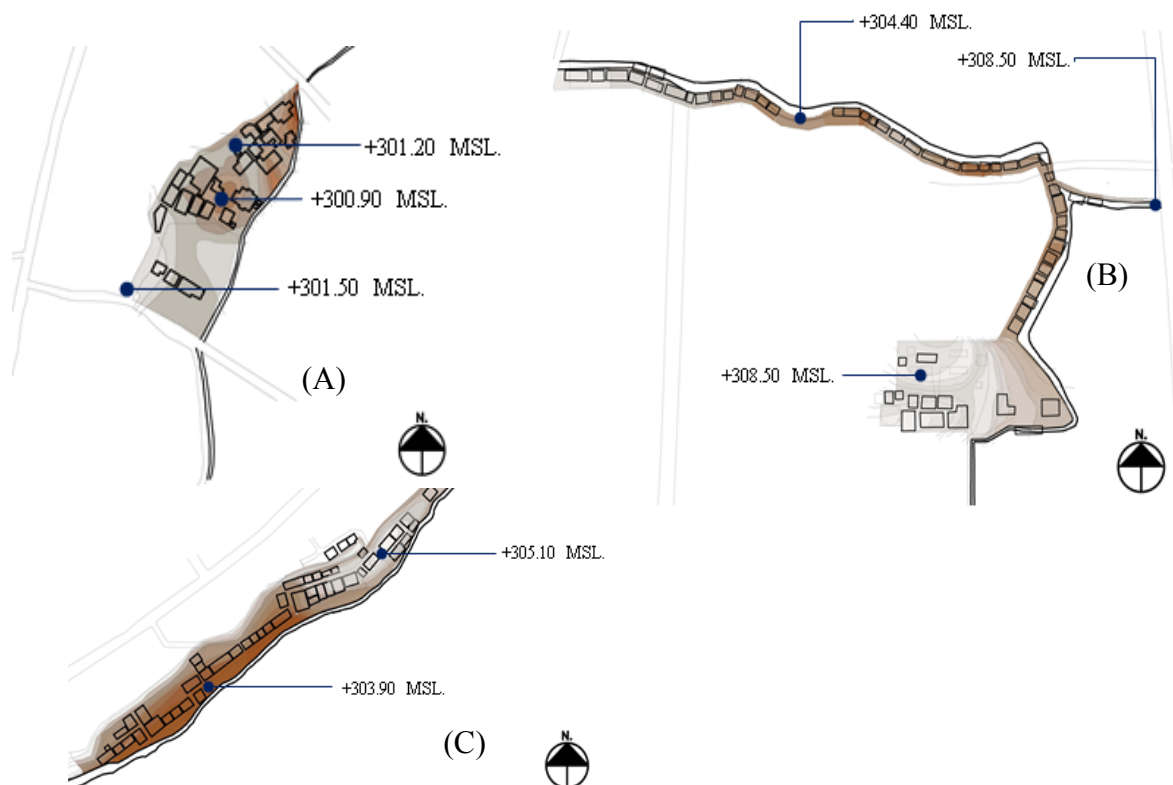 +301.20 MSL.
+300.90 MSL.
+301.50 MSL.
(A)
N.
+304.40 MSL.
+308.50 MSL.
(B)
+308.50 MSL.
N.
+305.10 MSL.
+303.90 MSL.
(C)
N.